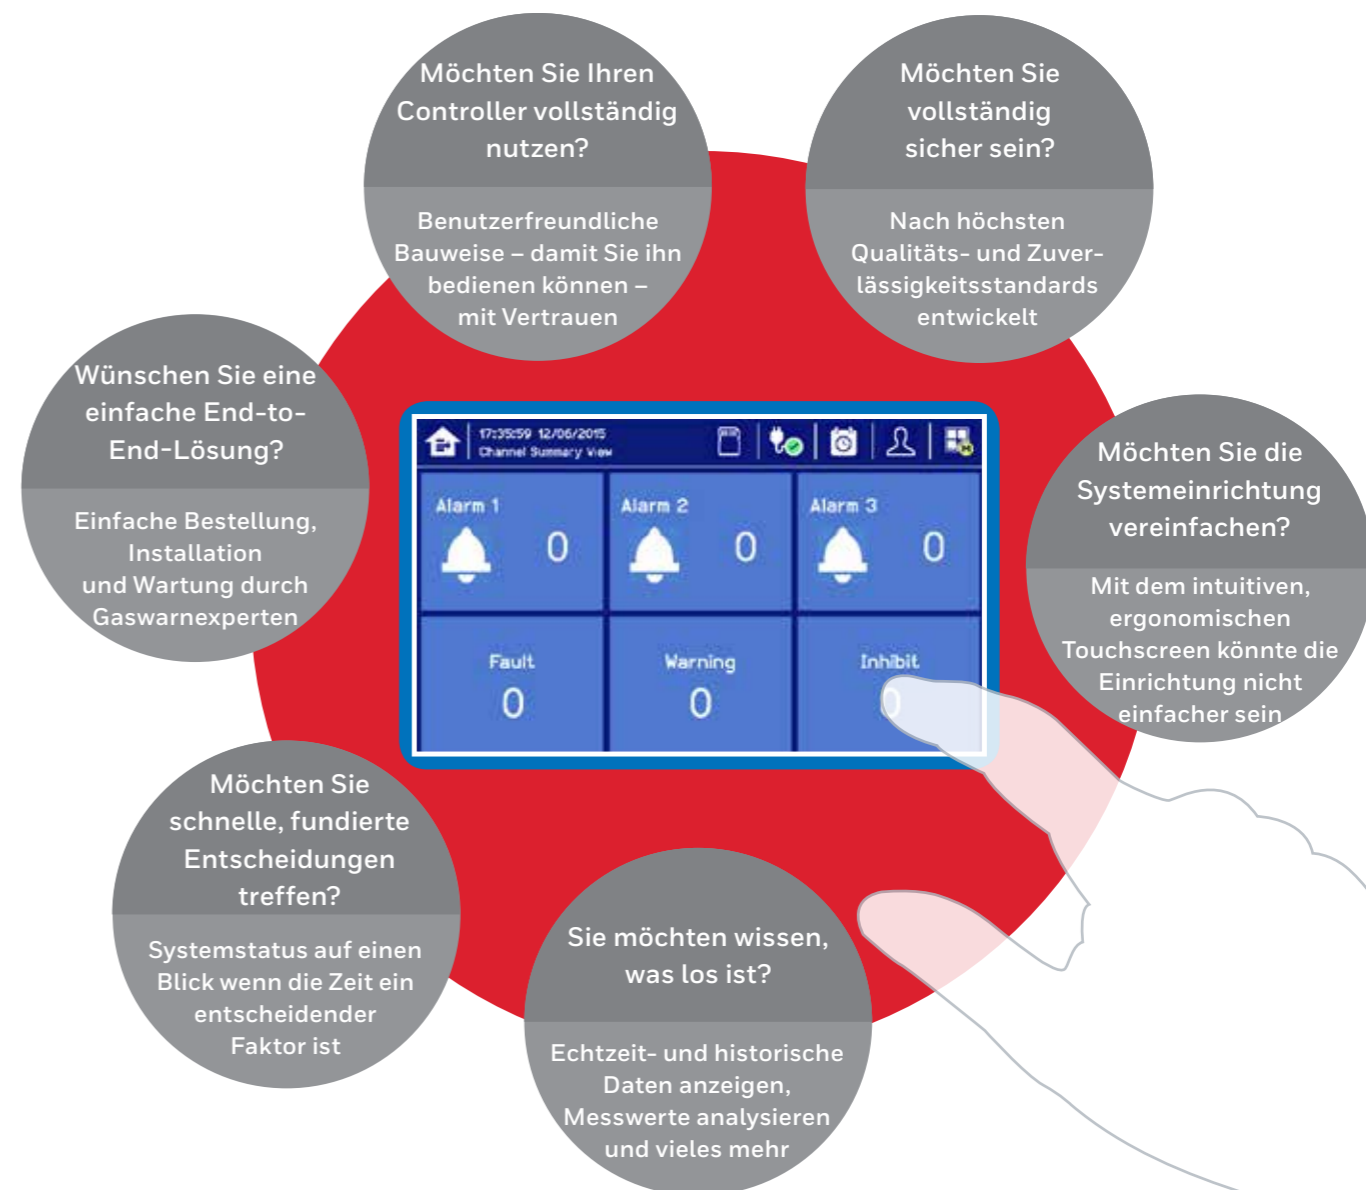 Möchten Sie Ihren
Controller vollständig
nutzen?
Benutzerfreundliche
Bauweise – damit Sie ihn
bedienen können –
mit Vertrauen
Möchten Sie
vollständig
sicher sein?
Nach höchsten
Qualitäts- und Zuver-
lässigkeitsstandards
entwickelt
Wünschen Sie eine
einfache End-to-
End-Lösung?
Einfache Bestellung,
Installation
und Wartung durch
Gaswarnexperten
17:35:59 12/06/2015
Channel Summary View
Alarm 1
0
Alarm 2
0
Alarm 3
0
Fault
0
Warning
0
Inhibit
0
Möchten Sie die
Systemeinrichtung
vereinfachen?
Mit dem intuitiven,
ergonomischen
Touchscreen könnte die
Einrichtung nicht
einfacher sein
Möchten Sie
schnelle, fundierte
Entscheidungen
treffen?
Systemstatus auf einen
Blick wenn die Zeit ein
entscheidender
Faktor ist
Sie möchten wissen,
was los ist?
Echtzeit- und historische
Daten anzeigen,
Messwerte analysieren
und vieles mehr